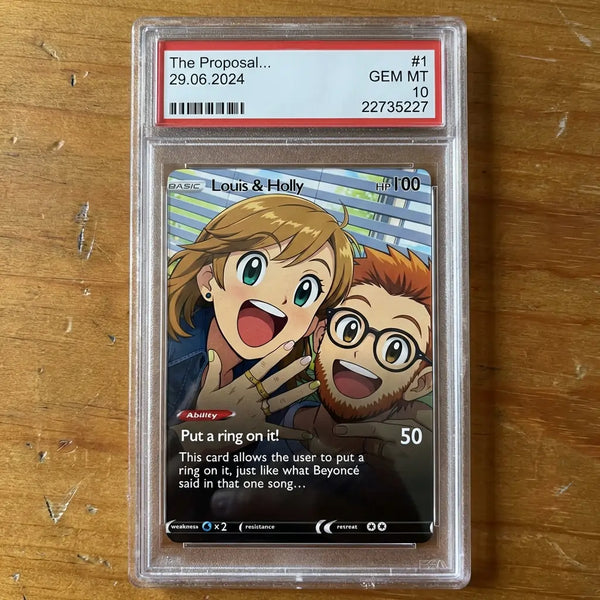 The Proposal... #1
29.06.2024 GEM MT
10
22735227
BASIC Louis & Holly HP 100
Ability
Put a ring on it! 50
This card allows the user to put a
ring on it, just like what Beyoncé
said in that one song...
weakness x 2 resistance retreat